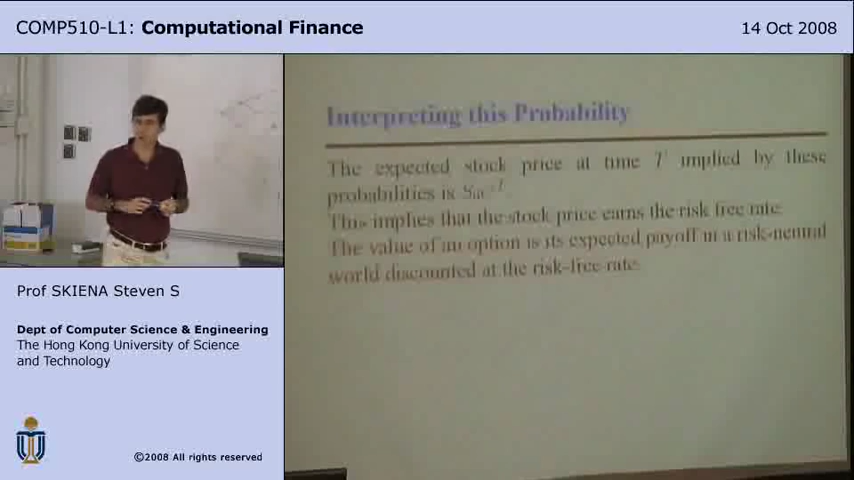 COMP510-L1: Computational Finance
14 Oct 2008
Interpreting this Probability
The expected stock price at time T implied by these
probabilities is
This implies that the stock price earns the risk free rate
The value of an option is its expected payoff in a risk-neutral
world discounted at the risk-free-rate.
Prof SKIENA Steven S
Dept of Computer Science & Engineering
The Hong Kong University of Science
and Technology
©2008 All rights reserved